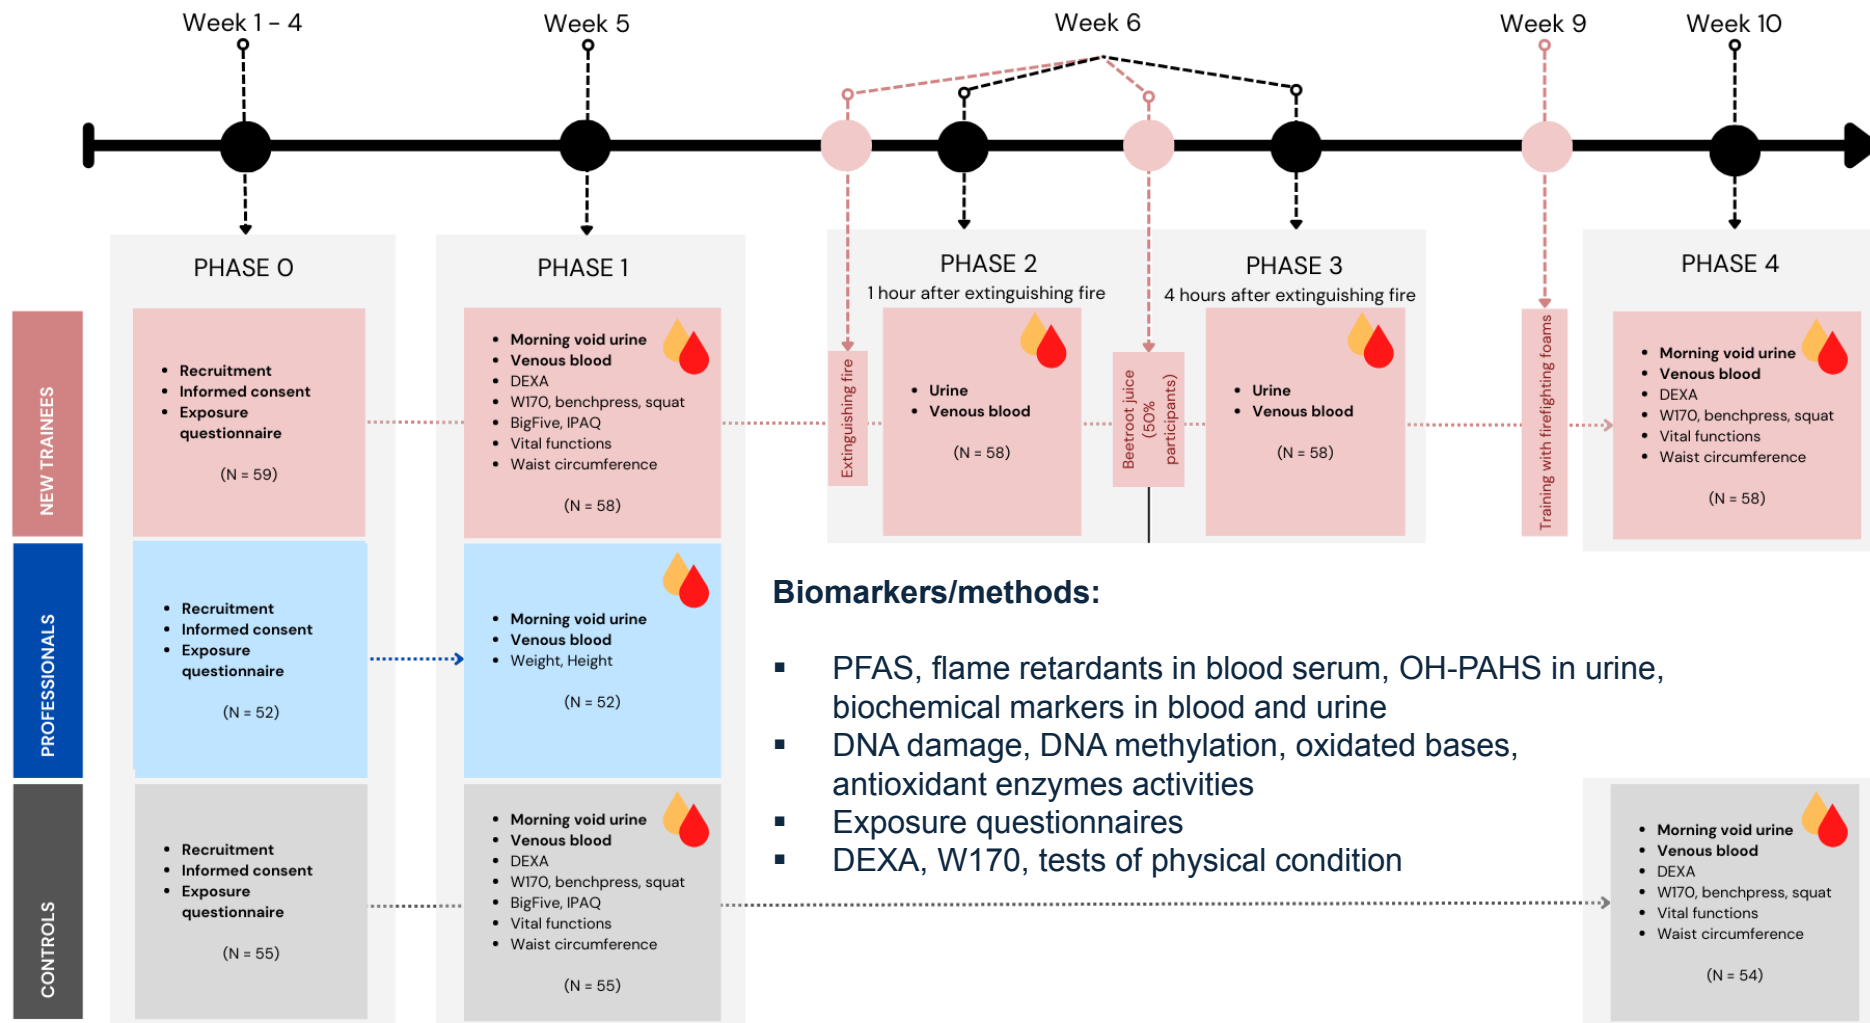 Week 1 - 4
Week 5
Week 6
Week 9
Week 10
PHASE 0
PHASE 1
PHASE 2
1 hour after extinguishing fire
PHASE 3
4 hours after extinguishing fire
PHASE 4
NEW TRAINEES
• Recruitment
• Informed consent
• Exposure
questionnaire
(N = 59)
• Morning void urine
• Venous blood
• DEXA
• W170, benchpress, squat
• BigFive, IPAQ
• Vital functions
• Waist circumference
(N = 58)
Extinguishing fire
• Urine
• Venous blood
(N = 58)
Beetroot juice
(50%
participants)
• Urine
• Venous blood
(N = 58)
Training with firefighting foams
• Morning void urine
• Venous blood
• DEXA
• W170, benchpress, squat
• Vital functions
• Waist circumference
(N = 58)
PROFESSIONALS
• Recruitment
• Informed consent
• Exposure
questionnaire
(N = 52)
• Morning void urine
• Venous blood
• Weight, Height
(N = 52)
Biomarkers/methods:
▪ PFAS, flame retardants in blood serum, OH-PAHS in urine,
biochemical markers in blood and urine
▪ DNA damage, DNA methylation, oxidated bases,
antioxidant enzymes activities
▪ Exposure questionnaires
▪ DEXA, W170, tests of physical condition
CONTROLS
• Recruitment
• Informed consent
• Exposure
questionnaire
(N = 55)
• Morning void urine
• Venous blood
• DEXA
• W170, benchpress, squat
• BigFive, IPAQ
• Vital functions
• Waist circumference
(N = 55)
• Morning void urine
• Venous blood
• DEXA
• W170, benchpress, squat
• Vital functions
• Waist circumference
(N = 54)